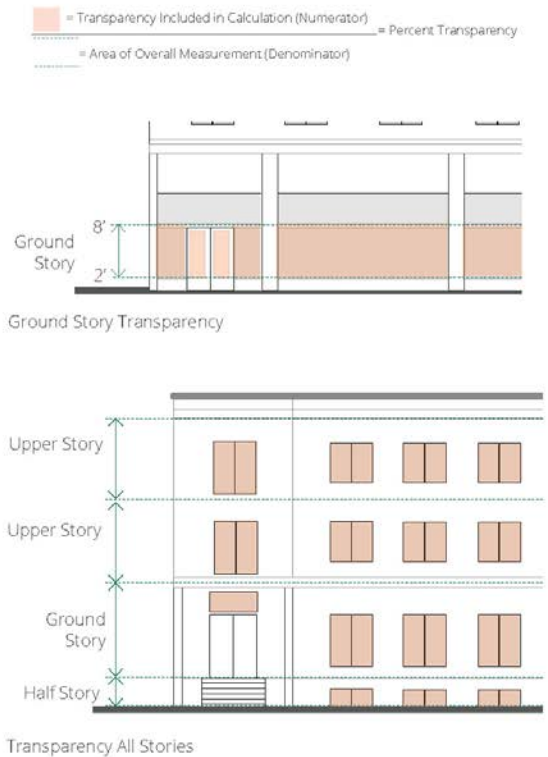 = Transparency Included in Calculation (Numerator)
= Percent Transparency
= Area of Overall Measurement (Denominator)
8’
Ground
Story
2’
Ground Story Transparency
Upper Story
Upper Story
Ground
Story
Half Story
Transparency All Stories